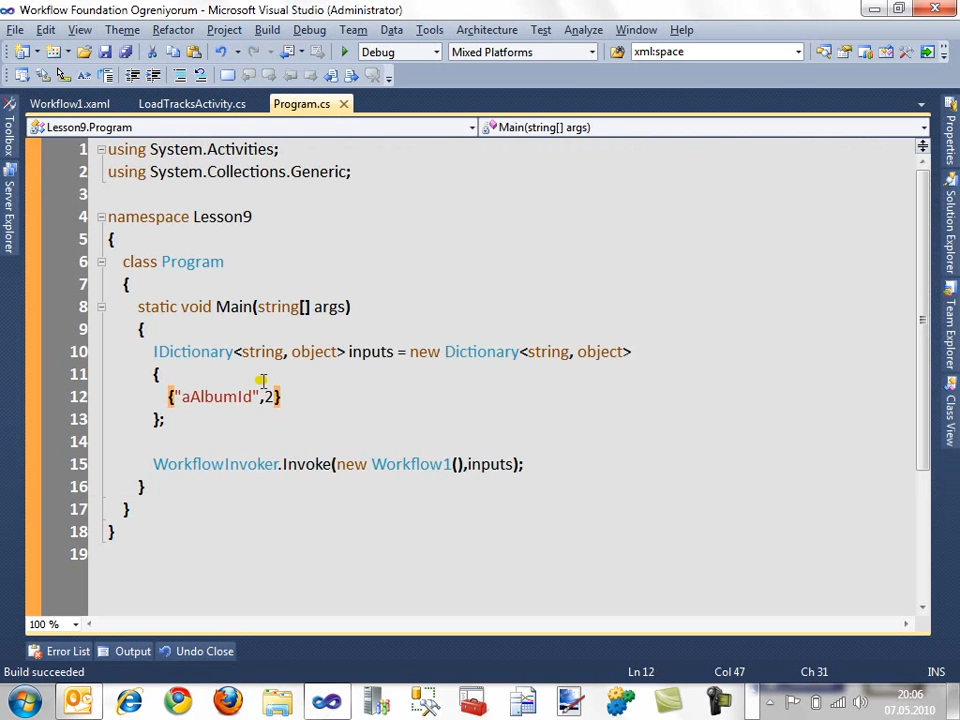 Workflow Foundation Ogreniyorum - Microsoft Visual Studio (Administrator)
File Edit View Theme Refactor Project Build Debug Team Data Tools Architecture Test Analyze Window Help
Debug Mixed Platforms xml:space
Workflow1.xaml LoadTracksActivity.cs Program.cs
Lesson9.Program Main(string[] args)
1 using System.Activities;
2 using System.Collections.Generic;
3
4 namespace Lesson9
5 {
6 class Program
7 {
8 static void Main(string[] args)
9 {
10 IDictionary<string, object> inputs = new Dictionary<string, object>
11 {
12 {"aAlbumId",2}
13 };
14
15 WorkflowInvoker.Invoke(new Workflow1(),inputs);
16 }
17 }
18 }
19
Toolbox
Server Explorer
Properties
Solution Explorer
Team Explorer
Class View
100 %
Error List Output Undo Close
Build succeeded Ln 12 Col 47 Ch 31 INS
20:06
07.05.2010